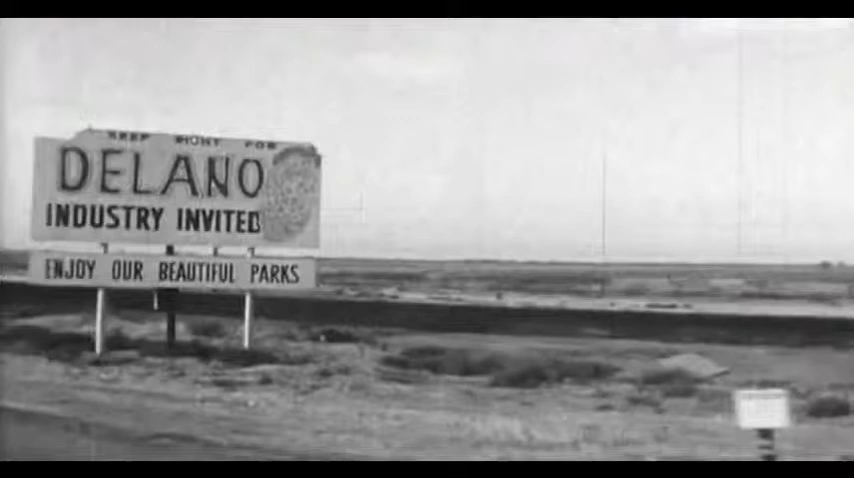 KEEP RIGHT FOR
DELANO
INDUSTRY INVITED
ENJOY OUR BEAUTIFUL PARKS